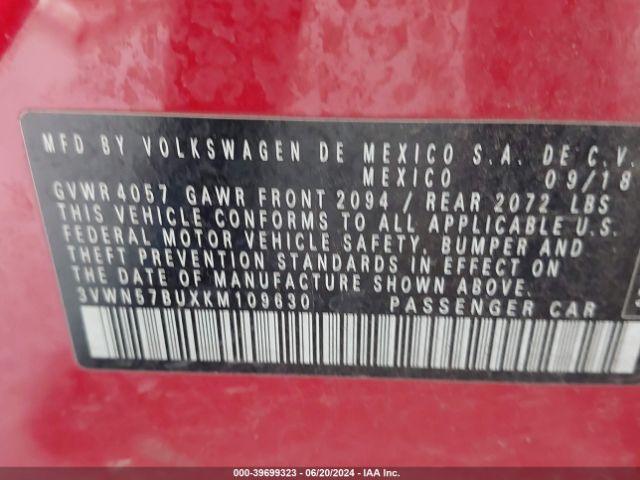 MFD BY VOLKSWAGEN DE MEXICO S.A. DE C.V.
MEXICO 09/18
GVWR 4057 GAWR FRONT 2094 / REAR 2072 LBS
THIS VEHICLE CONFORMS TO ALL APPLICABLE U.S.
FEDERAL MOTOR VEHICLE SAFETY, BUMPER AND
THEFT PREVENTION STANDARDS IN EFFECT ON
THE DATE OF MANUFACTURE SHOWN ABOVE.
3VWN57BUXKM109630 PASSENGER CAR
000-39699323 - 06/20/2024 - IAA Inc.